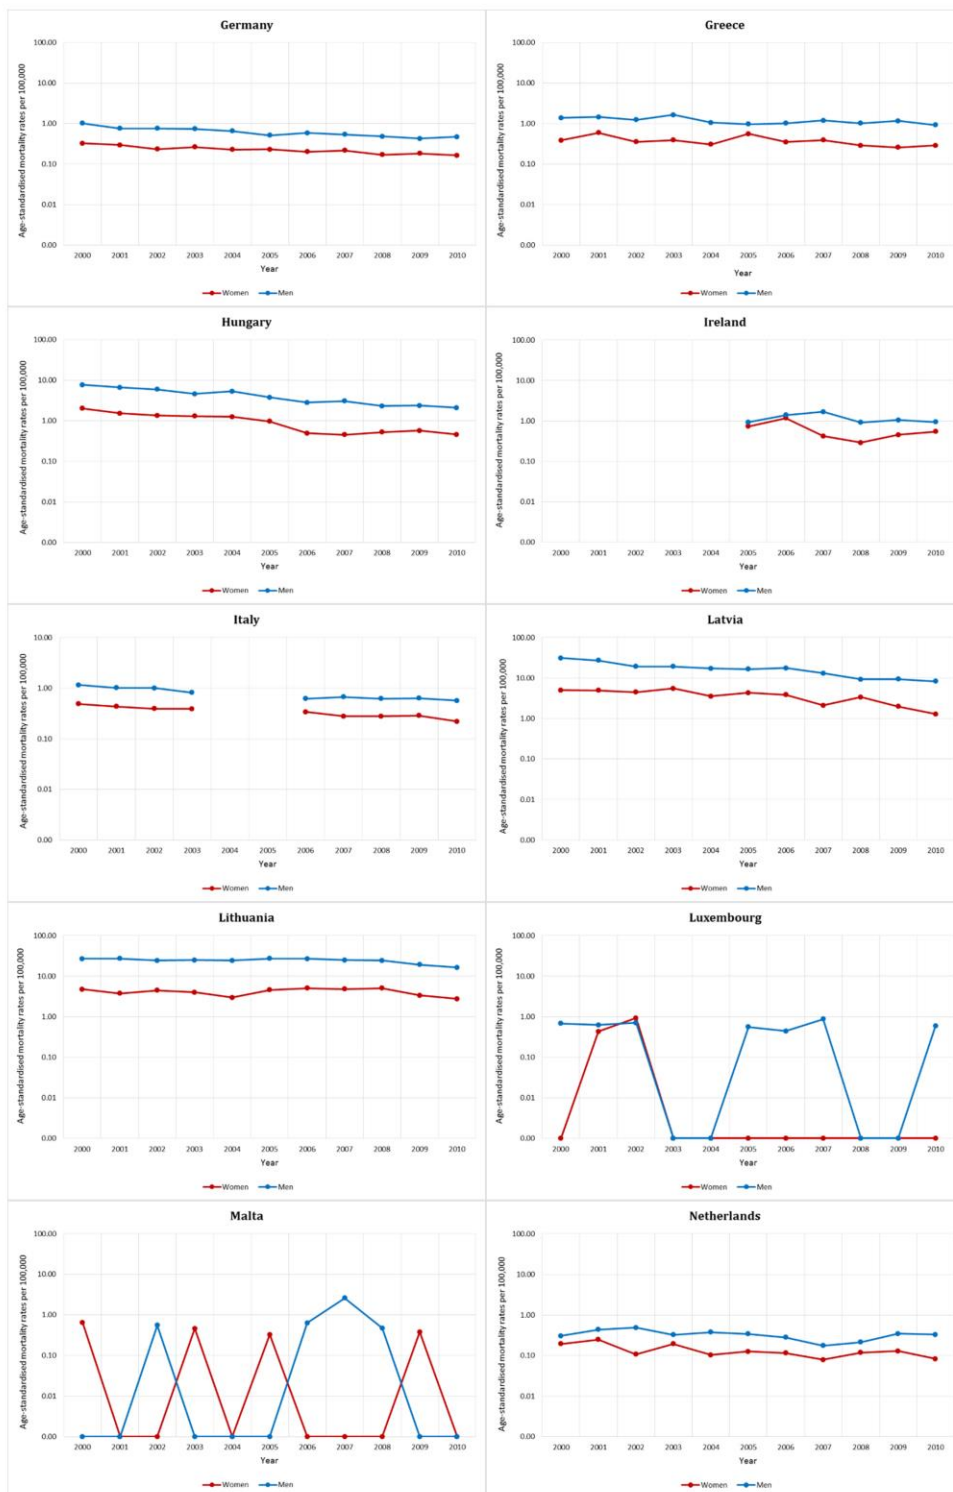 Germany
Age-standardised mortality rates per 100,000
100.00
10.00
1.00
0.10
0.01
0.00
2000 2001 2002 2003 2004 2005 2006 2007 2008 2009 2010
Year
Women Men
Greece
Age-standardised mortality rates per 100,000
100.00
10.00
1.00
0.10
0.01
0.00
2000 2001 2002 2003 2004 2005 2006 2007 2008 2009 2010
Year
Women Men
Hungary
Age-standardised mortality rates per 100,000
100.00
10.00
1.00
0.10
0.01
0.00
2000 2001 2002 2003 2004 2005 2006 2007 2008 2009 2010
Year
Women Men
Ireland
Age-standardised mortality rates per 100,000
100.00
10.00
1.00
0.10
0.01
0.00
2000 2001 2002 2003 2004 2005 2006 2007 2008 2009 2010
Year
Women Men
Italy
Age-standardised mortality rates per 100,000
10.00
1.00
0.10
0.01
0.00
2000 2001 2002 2003 2004 2005 2006 2007 2008 2009 2010
Year
Women Men
Latvia
Age-standardised mortality rates per 100,000
100.00
10.00
1.00
0.10
0.01
0.00
2000 2001 2002 2003 2004 2005 2006 2007 2008 2009 2010
Year
Women Men
Lithuania
Age-standardised mortality rates per 100,000
100.00
10.00
1.00
0.10
0.01
0.00
2000 2001 2002 2003 2004 2005 2006 2007 2008 2009 2010
Year
Women Men
Luxembourg
Age-standardised mortality rates per 100,000
100.00
10.00
1.00
0.10
0.01
0.00
2000 2001 2002 2003 2004 2005 2006 2007 2008 2009 2010
Year
Women Men
Malta
Age-standardised mortality rates per 100,000
100.00
10.00
1.00
0.10
0.01
0.00
2000 2001 2002 2003 2004 2005 2006 2007 2008 2009 2010
Year
Women Men
Netherlands
Age-standardised mortality rates per 100,000
100.00
10.00
1.00
0.10
0.01
0.00
2000 2001 2002 2003 2004 2005 2006 2007 2008 2009 2010
Year
Women Men